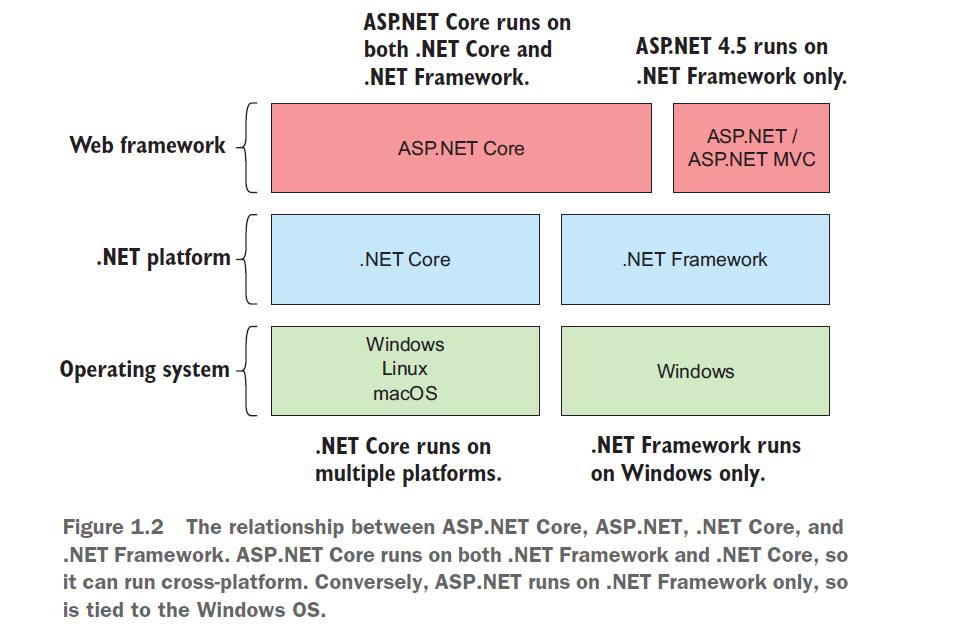 ASP.NET Core runs on
both .NET Core and
.NET Framework.
ASP.NET 4.5 runs on
.NET Framework only.
Web framework
ASP.NET Core
ASP.NET /
ASP.NET MVC
.NET platform
.NET Core
.NET Framework
Operating system
Windows
Linux
macOS
Windows
.NET Core runs on
multiple platforms.
.NET Framework runs
on Windows only.
Figure 1.2 The relationship between ASP.NET Core, ASP.NET, .NET Core, and
.NET Framework. ASP.NET Core runs on both .NET Framework and .NET Core, so
it can run cross-platform. Conversely, ASP.NET runs on .NET Framework only, so
is tied to the Windows OS.